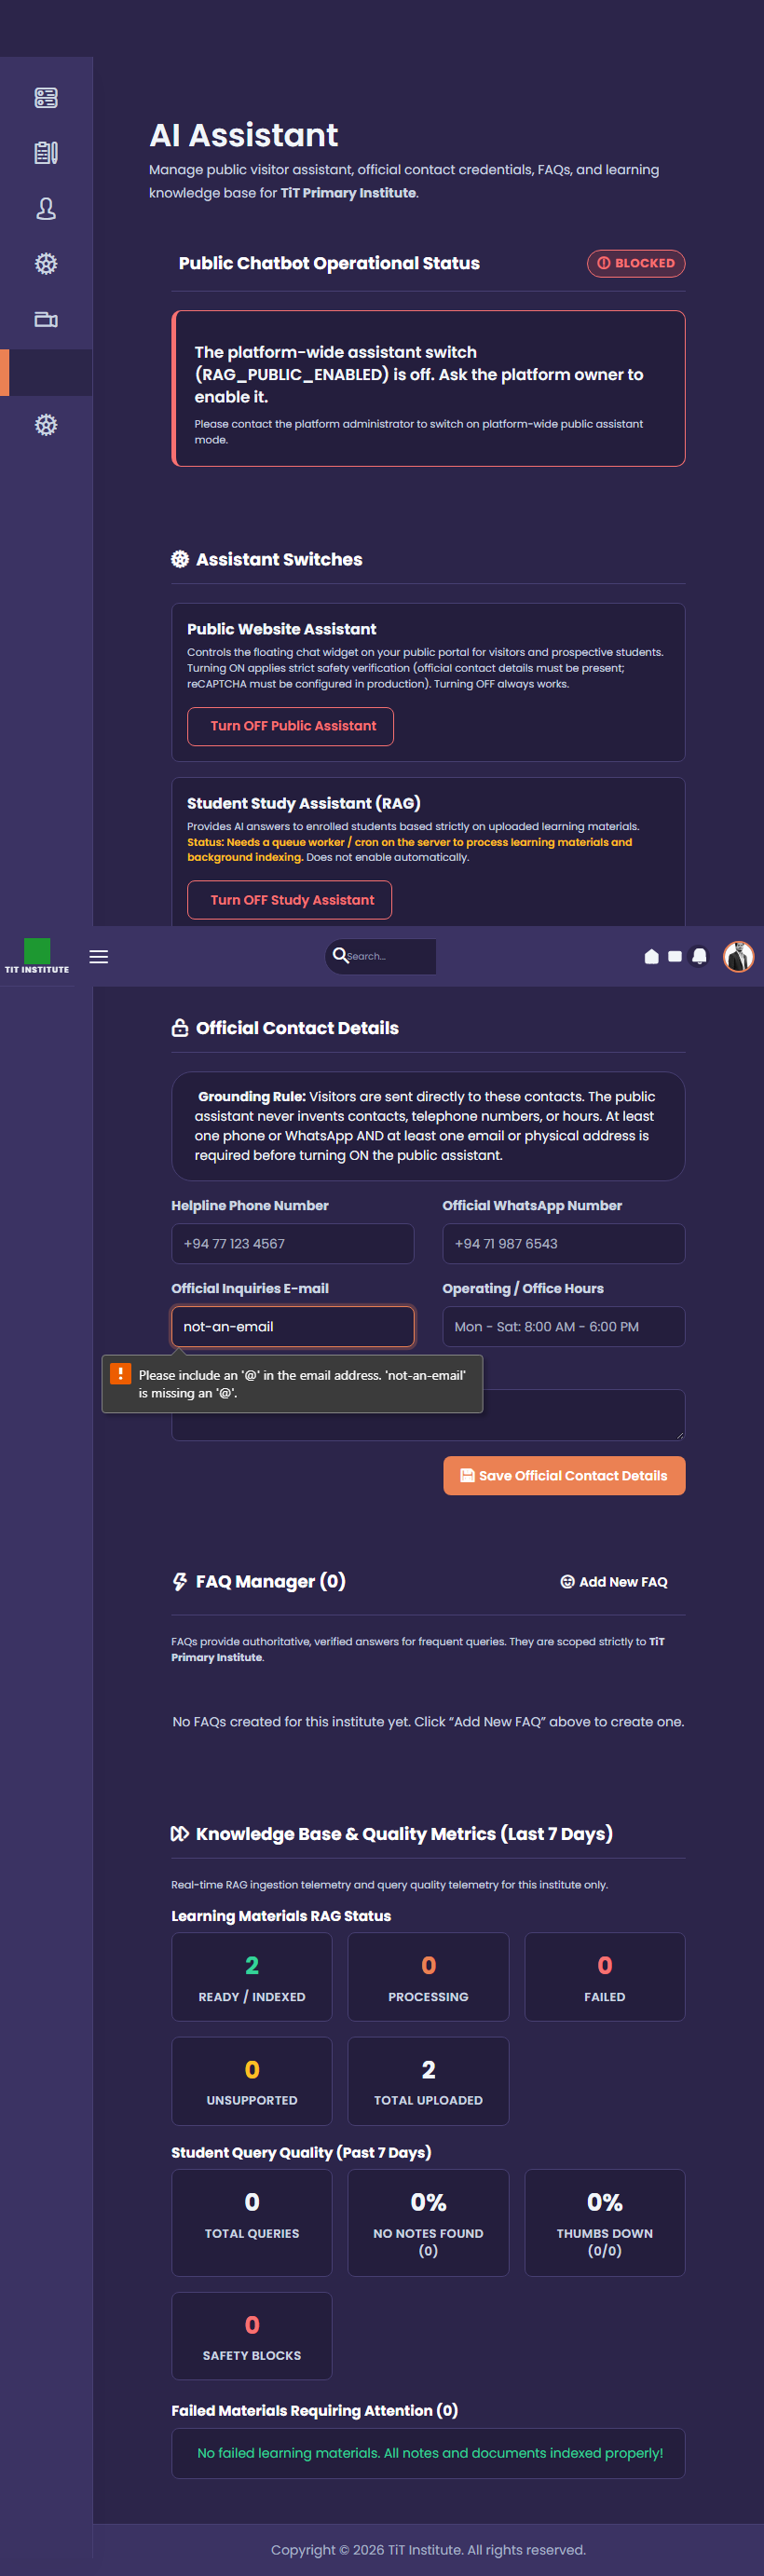 AI Assistant
Manage public visitor assistant, official contact credentials, FAQs, and learning
knowledge base for TiT Primary Institute.
Public Chatbot Operational Status
BLOCKED
The platform-wide assistant switch
(RAG_PUBLIC_ENABLED) is off. Ask the platform owner to
enable it.
Please contact the platform administrator to switch on platform-wide public assistant
mode.
Assistant Switches
Public Website Assistant
Controls the floating chat widget on your public portal for visitors and prospective students.
Turning ON applies strict safety verification (official contact details must be present;
reCAPTCHA must be configured in production). Turning OFF always works.
Turn OFF Public Assistant
Student Study Assistant (RAG)
Provides AI answers to enrolled students based strictly on uploaded learning materials.
Status: Needs a queue worker / cron on the server to process learning materials and
background indexing. Does not enable automatically.
Turn OFF Study Assistant
TIT INSTITUTE
Search...
Official Contact Details
Grounding Rule: Visitors are sent directly to these contacts. The public
assistant never invents contacts, telephone numbers, or hours. At least
one phone or WhatsApp AND at least one email or physical address is
required before turning ON the public assistant.
Helpline Phone Number
Official WhatsApp Number
+94 77 123 4567
+94 71 987 6543
Official Inquiries E-mail
Operating / Office Hours
not-an-email
Mon - Sat: 8:00 AM - 6:00 PM
Please include an '@' in the email address. 'not-an-email'
is missing an '@'.
Save Official Contact Details
FAQ Manager (0)
Add New FAQ
FAQs provide authoritative, verified answers for frequent queries. They are scoped strictly to TiT
Primary Institute.
No FAQs created for this institute yet. Click “Add New FAQ” above to create one.
Knowledge Base & Quality Metrics (Last 7 Days)
Real-time RAG ingestion telemetry and query quality telemetry for this institute only.
Learning Materials RAG Status
2
READY / INDEXED
0
PROCESSING
0
FAILED
0
UNSUPPORTED
2
TOTAL UPLOADED
Student Query Quality (Past 7 Days)
0
TOTAL QUERIES
0%
NO NOTES FOUND
(0)
0%
THUMBS DOWN
(0/0)
0
SAFETY BLOCKS
Failed Materials Requiring Attention (0)
No failed learning materials. All notes and documents indexed properly!
Copyright © 2026 TiT Institute. All rights reserved.